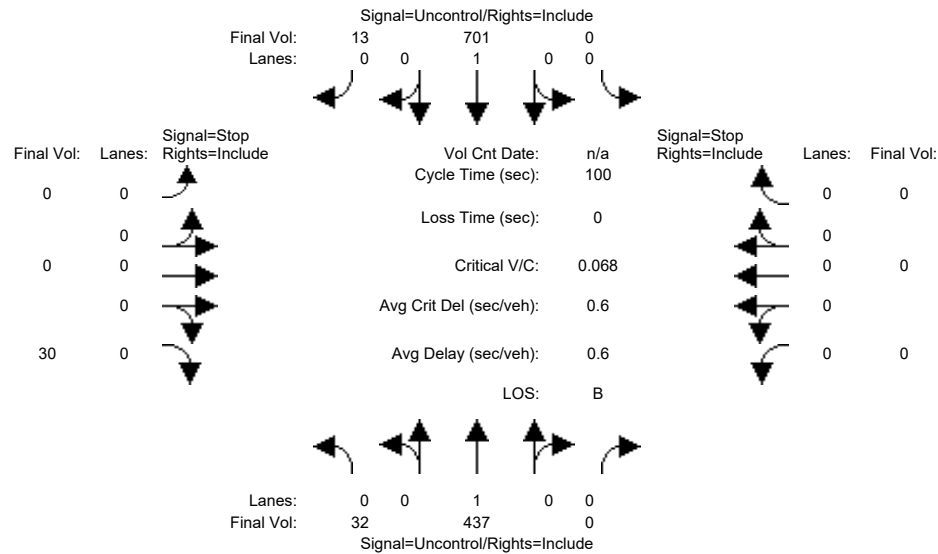 Signal=Uncontrol/Rights=Include
Final Vol: 13 701 0
Lanes: 0 0 1 0 0
Signal=Stop
Final Vol: Lanes: Rights=Include
0 0
0
0 0
0
30 0
Vol Cnt Date: n/a
Cycle Time (sec): 100
Loss Time (sec): 0
Critical V/C: 0.068
Avg Crit Del (sec/veh): 0.6
Avg Delay (sec/veh): 0.6
LOS: B
Signal=Stop
Rights=Include Lanes: Final Vol:
0 0
0
0 0
0
0 0
Lanes: 0 0 1 0 0
Final Vol: 32 437 0
Signal=Uncontrol/Rights=Include